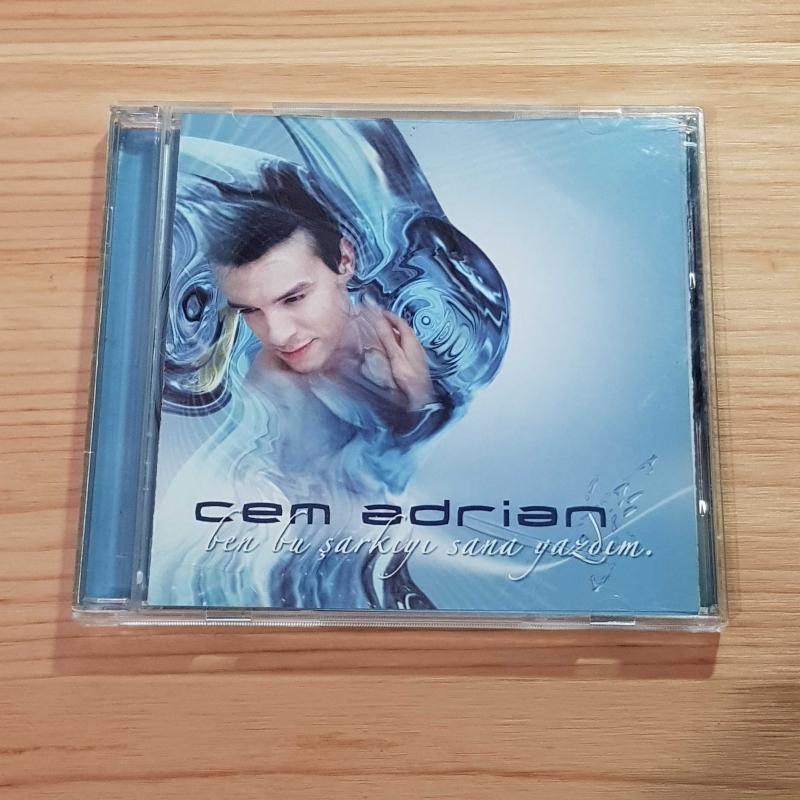 cem adrian
ben bu şarkıyı sana yazdım.